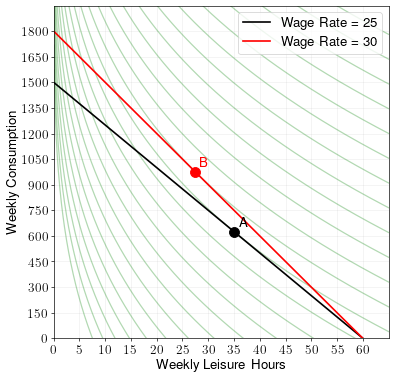 Wage Rate = 25
Wage Rate = 30
1800
1650
1500
1350
1200
1050
900
750
600
450
300
150
0
Weekly Consumption
B
A
0 5 10 15 20 25 30 35 40 45 50 55 60
Weekly Leisure Hours